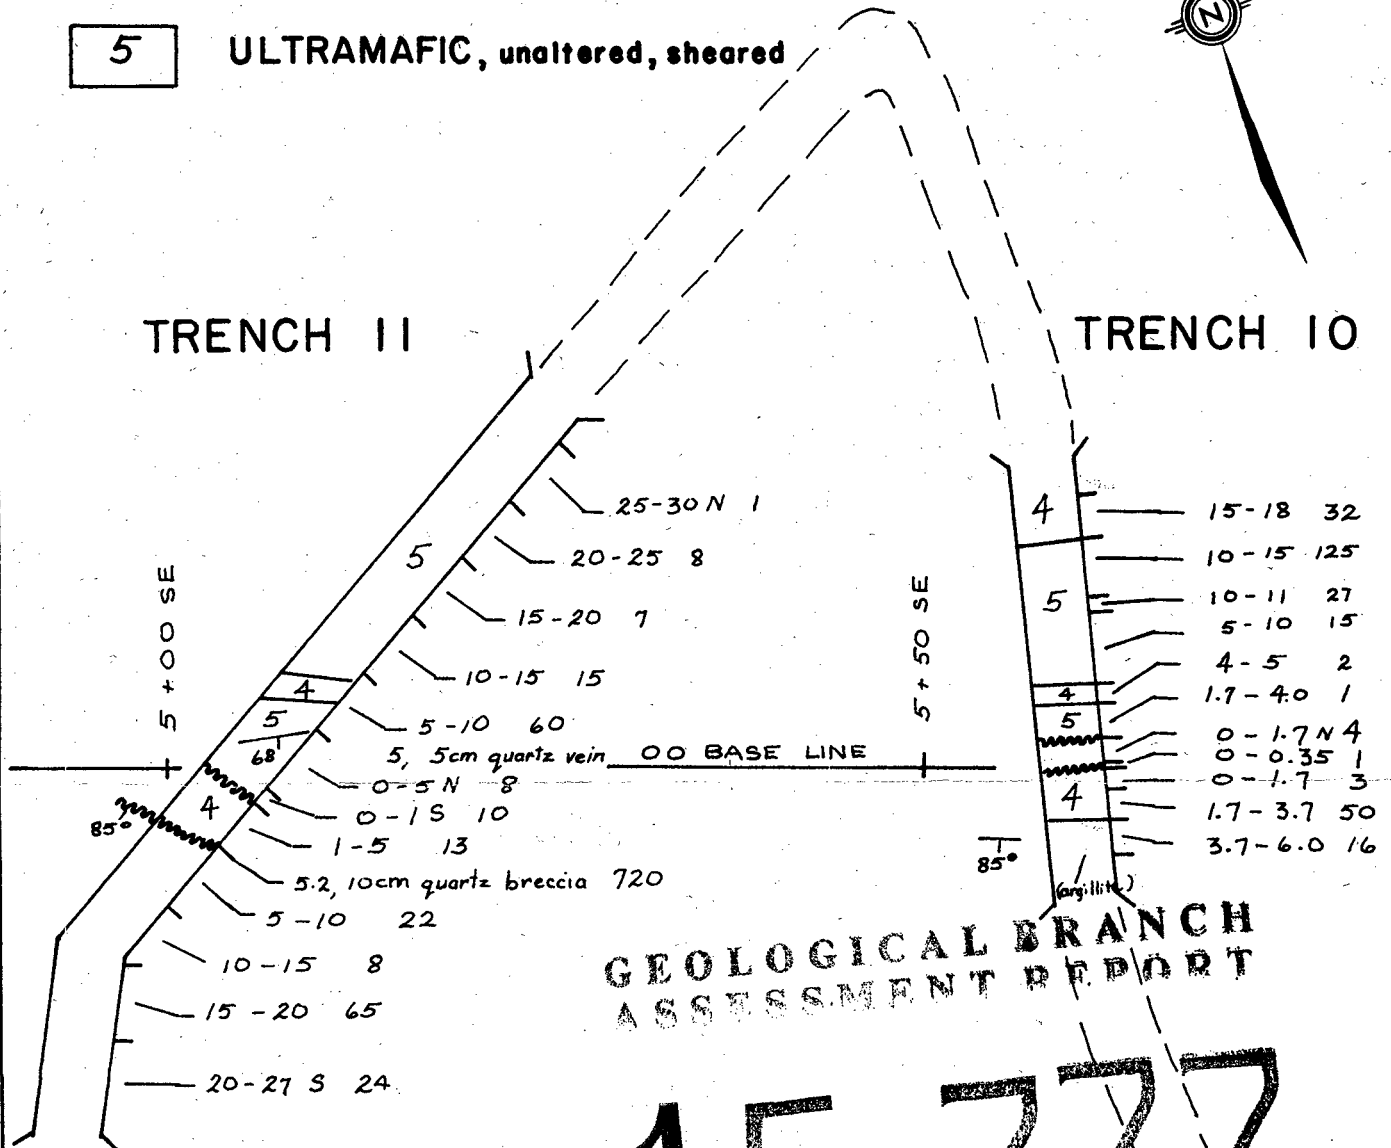 5 ULTRAMAFIC, unaltered, sheared
N
TRENCH 11
TRENCH 10
5+00 SE
5+50 SE
00 BASE LINE
5
4
5
68
4
85°
25-30 N 1
20-25 8
15-20 7
10-15 15
5-10 60
5, 5cm quartz vein
0-5 N 8
0-1 S 10
1-5 13
5.2, 10cm quartz breccia 720
5-10 22
10-15 8
15-20 65
20-27 S 24
4
5
4
5
4
85°
(argillite)
15-18 32
10-15 125
10-11 27
5-10 15
4-5 2
1.7-4.0 1
0-1.7 N 4
0-0.35 1
0-1.7 3
1.7-3.7 50
3.7-6.0 16
GEOLOGICAL BRANCH
ASSESSMENT REPORT
15,777